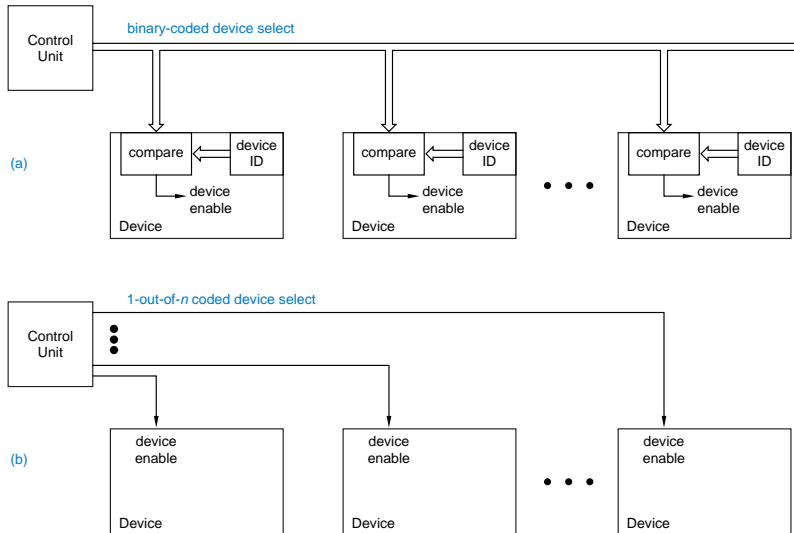 binary-coded device select
Control
Unit
compare
device
ID
device
enable
Device
compare
device
ID
device
enable
Device
compare
device
ID
device
enable
Device
(a)
1-out-of-n coded device select
Control
Unit
device
enable
Device
device
enable
Device
device
enable
Device
(b)